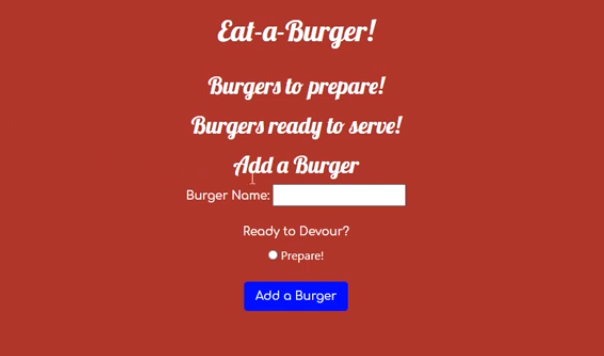 Eat-a-Burger!
Burgers to prepare!
Burgers ready to serve!
Add a Burger
Burger Name:
Ready to Devour?
Prepare!
Add a Burger